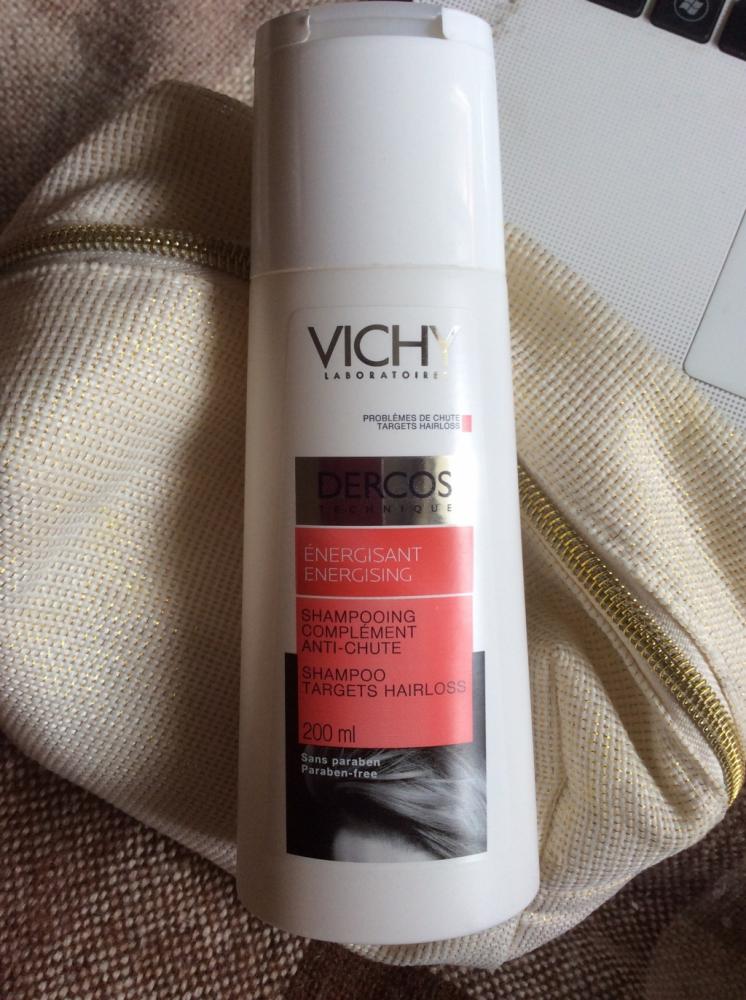 VICHY
LABORATOIRES
PROBLÈMES DE CHUTE
TARGETS HAIRLOSS
DERCOS
TECHNIQUE
ÉNERGISANT
ENERGISING
SHAMPOOING
COMPLÉMENT
ANTI-CHUTE
SHAMPOO
TARGETS HAIRLOSS
200 ml
Sans paraben
Paraben-free